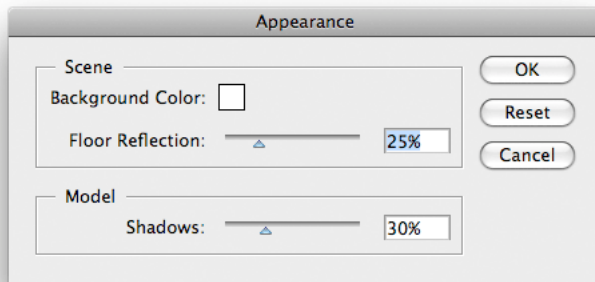 Appearance
Scene
Background Color:
Floor Reflection: 25%
Model
Shadows: 30%
OK
Reset
Cancel